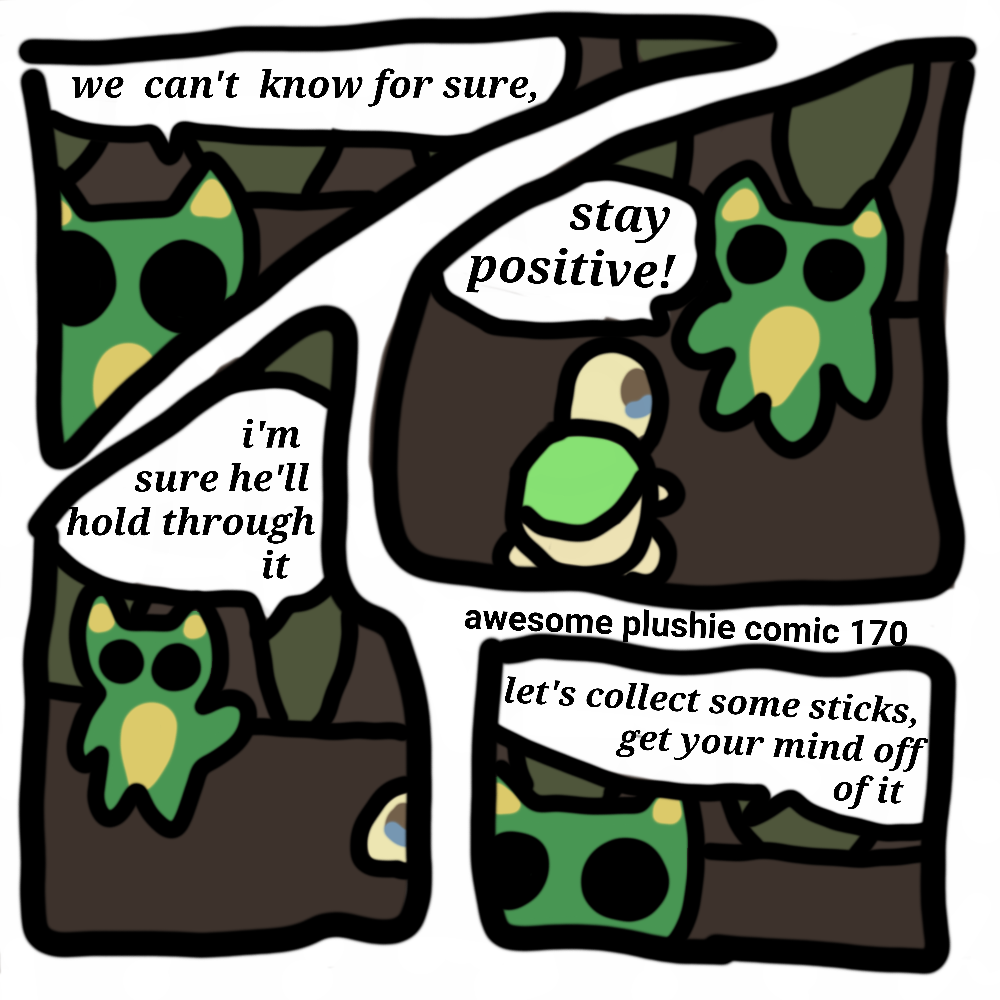 we can't know for sure,
stay
positive!
i'm
sure he'll
hold through
it
awesome plushie comic 170
let's collect some sticks,
get your mind off
of it